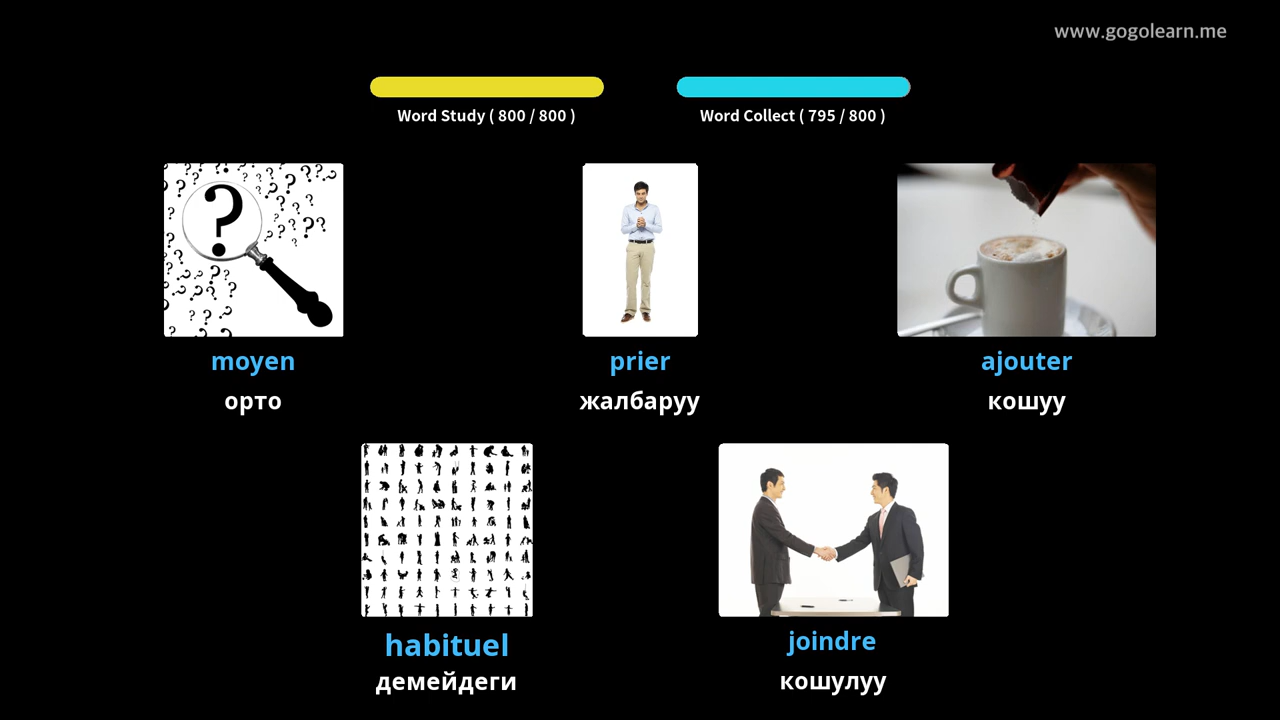 www.gogolearn.me
Word Study ( 800 / 800 )
Word Collect ( 795 / 800 )
moyen
орто
prier
жалбаруу
ajouter
кошуу
habituel
демейдеги
joindre
кошулуу